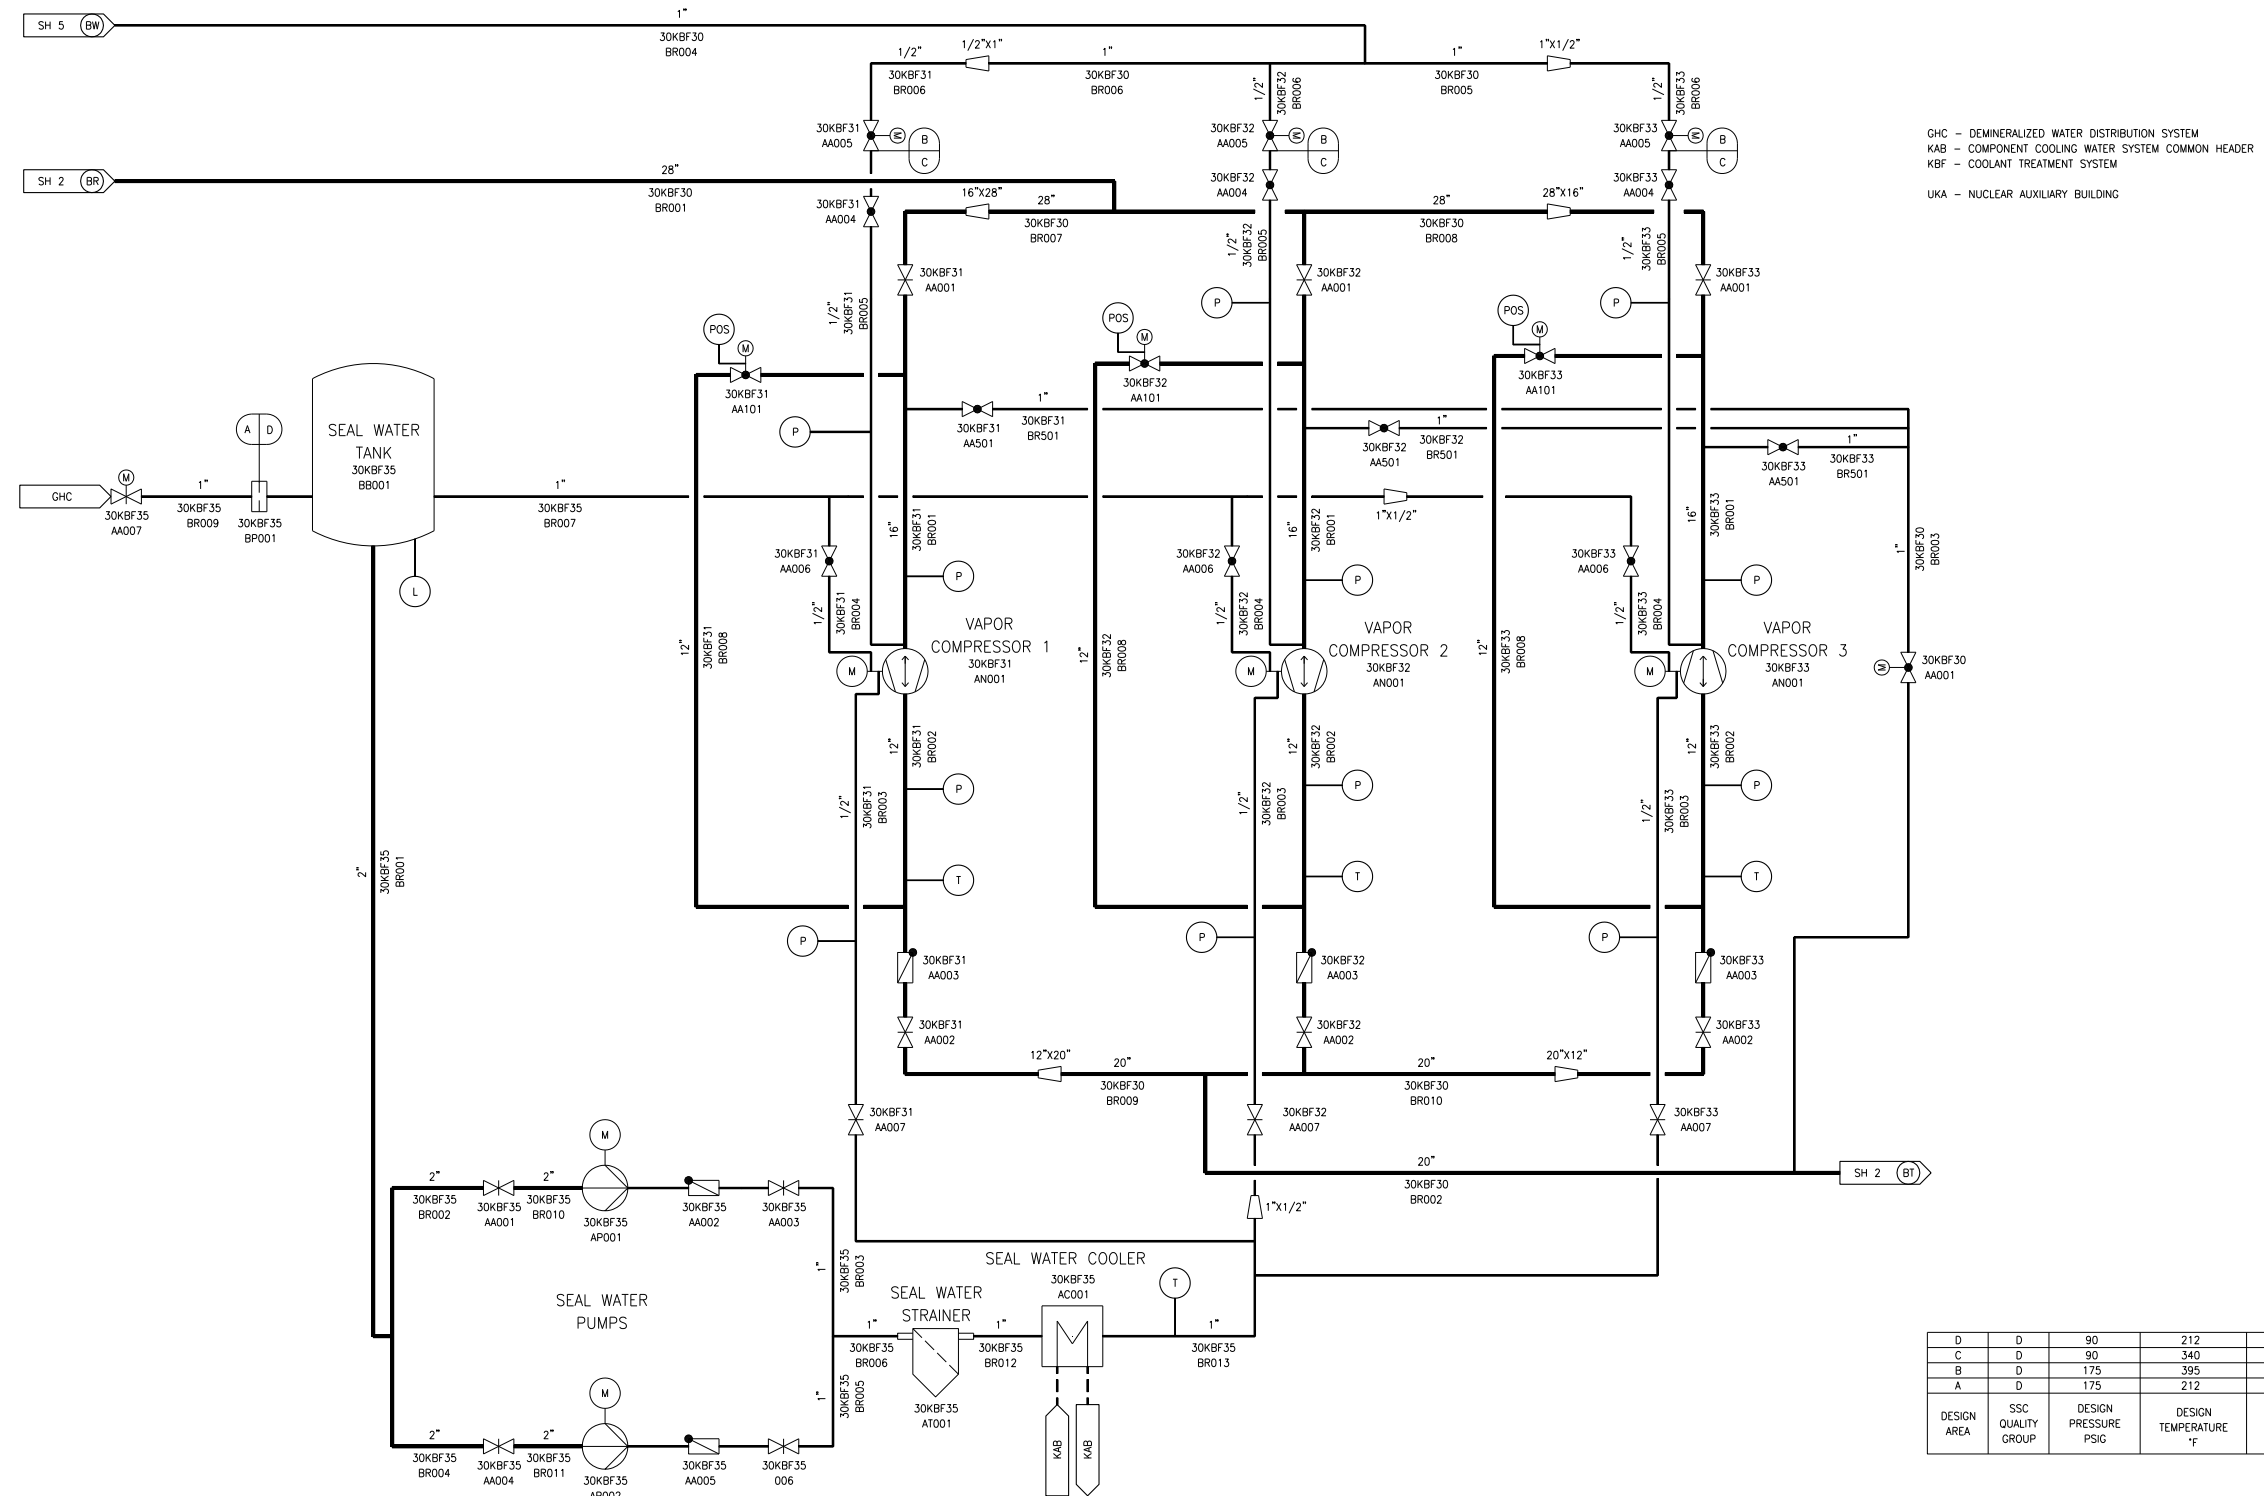 SH 5 BW
1"
30KBF30
BR004
1/2"
30KBF31
BR006
1/2"X1"
1"
30KBF30
BR006
1"
30KBF30
BR005
1"X1/2"
1/2"
30KBF32
BR006
1/2"
30KBF33
BR006
30KBF31
AA005
M
B
C
30KBF32
AA005
M
B
C
30KBF33
AA005
M
B
C
GHC – DEMINERALIZED WATER DISTRIBUTION SYSTEM
KAB – COMPONENT COOLING WATER SYSTEM COMMON HEADER
KBF – COOLANT TREATMENT SYSTEM
UKA – NUCLEAR AUXILIARY BUILDING
SH 2 BR
28"
30KBF30
BR001
30KBF31
AA004
16"X28"
28"
30KBF30
BR007
30KBF32
AA004
28"
30KBF30
BR008
28"X16"
30KBF33
AA004
1/2"
30KBF32
BR005
1/2"
30KBF33
BR005
30KBF31
AA001
30KBF32
AA001
30KBF33
AA001
1/2"
30KBF31
BR005
P
P
POS
M
30KBF31
AA101
POS
M
30KBF32
AA101
POS
M
30KBF33
AA101
P
30KBF31
AA501
1"
30KBF31
BR501
30KBF32
AA501
1"
30KBF32
BR501
30KBF33
AA501
1"
30KBF33
BR501
GHC
M
30KBF35
AA007
1"
30KBF35
BR009
A D
30KBF35
BP001
SEAL WATER
TANK
30KBF35
BB001
L
1"
30KBF35
BR007
1"X1/2"
16"
30KBF31
BR001
16"
30KBF32
BR001
16"
30KBF33
BR001
1"
30KBF30
BR003
30KBF31
AA006
30KBF32
AA006
30KBF33
AA006
P
P
P
1/2"
30KBF31
BR004
1/2"
30KBF32
BR004
1/2"
30KBF33
BR004
12"
30KBF31
BR008
12"
30KBF32
BR008
12"
30KBF33
BR008
M
VAPOR
COMPRESSOR 1
30KBF31
AN001
M
VAPOR
COMPRESSOR 2
30KBF32
AN001
M
VAPOR
COMPRESSOR 3
30KBF33
AN001
M
30KBF30
AA001
12"
30KBF31
BR002
12"
30KBF32
BR002
12"
30KBF33
BR002
1/2"
30KBF31
BR003
1/2"
30KBF32
BR003
1/2"
30KBF33
BR003
P
P
P
T
T
T
2"
30KBF35
BR001
P
P
P
30KBF31
AA003
30KBF32
AA003
30KBF33
AA003
30KBF31
AA002
30KBF32
AA002
30KBF33
AA002
12"X20"
20"
30KBF30
BR009
20"
30KBF30
BR010
20"X12"
30KBF31
AA007
30KBF32
AA007
30KBF33
AA007
20"
30KBF30
BR002
SH 2 BT
1"X1/2"
2"
30KBF35
BR002
30KBF35
AA001
2"
30KBF35
BR010
M
30KBF35
AP001
30KBF35
AA002
30KBF35
AA003
1"
30KBF35
BR003
SEAL WATER
PUMPS
1"
30KBF35
BR006
SEAL WATER
STRAINER
30KBF35
AT001
1"
30KBF35
BR012
SEAL WATER COOLER
30KBF35
AC001
T
1"
30KBF35
BR013
1"
30KBF35
BR005
KAB
KAB
2"
30KBF35
BR004
30KBF35
AA004
2"
30KBF35
BR011
M
30KBF35
AP002
30KBF35
AA005
30KBF35
006
D D 90 212
C D 90 340
B D 175 395
A D 175 212
DESIGN
AREA
SSC
QUALITY
GROUP
DESIGN
PRESSURE
PSIG
DESIGN
TEMPERATURE
°F